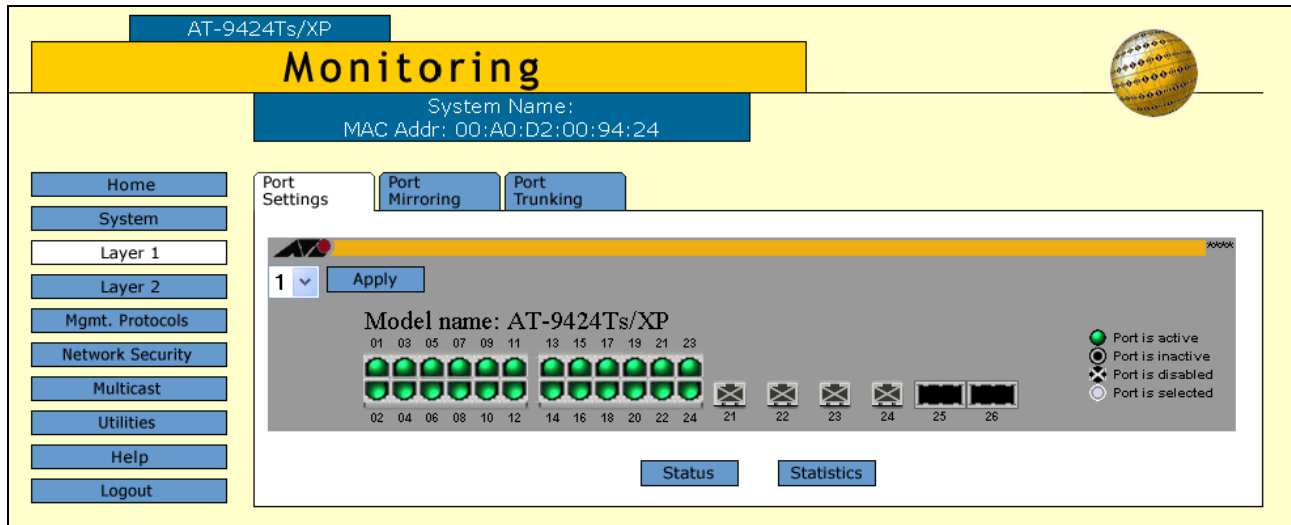 AT-9424Ts/XP
Monitoring
System Name:
MAC Addr: 00:A0:D2:00:94:24
Home
System
Layer 1
Layer 2
Mgmt. Protocols
Network Security
Multicast
Utilities
Help
Logout
Port Settings
Port Mirroring
Port Trunking
1
Apply
Model name: AT-9424Ts/XP
01 03 05 07 09 11 13 15 17 19 21 23
02 04 06 08 10 12 14 16 18 20 22 24 21 22 23 24 25 26
Port is active
Port is inactive
Port is disabled
Port is selected
Status
Statistics